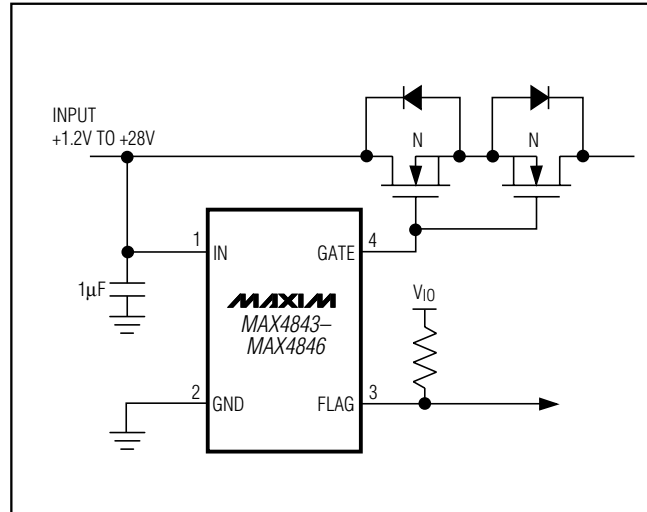 INPUT
+1.2V TO +28V
N
N
1
IN
GATE
4
1µF
MAXIM
MAX4843–
MAX4846
VIO
2
GND
FLAG
3